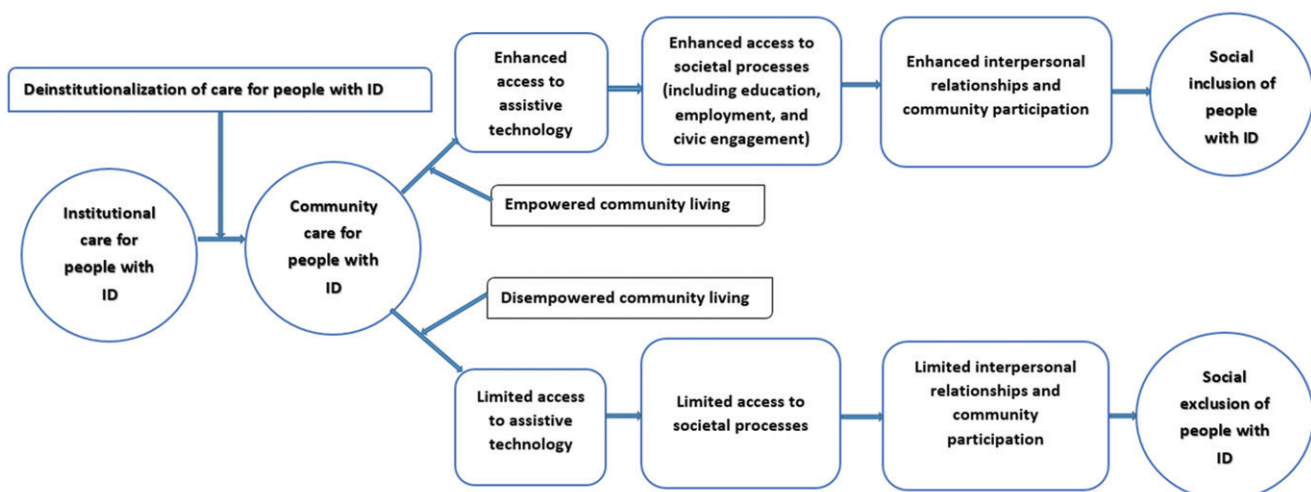 Deinstitutionalization of care for people with ID
Institutional
care for
people with
ID
Community
care for
people with
ID
Enhanced
access to
assistive
technology
Enhanced access to
societal processes
(including education,
employment, and
civic engagement)
Enhanced interpersonal
relationships and
community participation
Social
inclusion of
people
with ID
Empowered community living
Disempowered community living
Limited access
to assistive
technology
Limited access to
societal processes
Limited interpersonal
relationships and
community
participation
Social
exclusion of
people with
ID